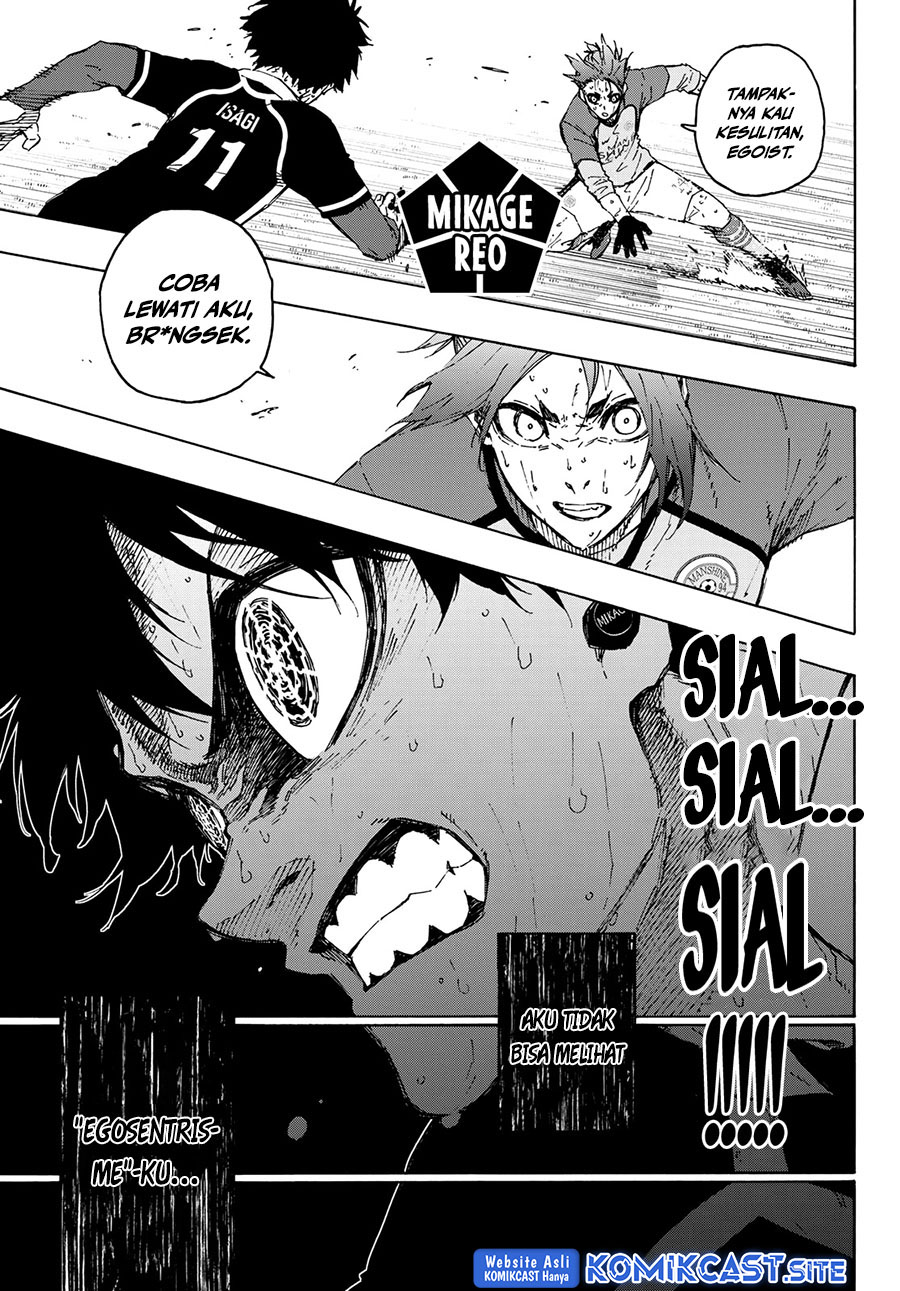 TAMPAK-
NYA KAU
KESULITAN,
EGOIST.
ISAGI
11
MIKAGE
REO
COBA
LEWATI AKU,
BR*NGSEK.
MANSHINE
94
MIKAG
SIAL...
SIAL...
SIAL
!!!!!
AKU TIDAK
BISA MELIHAT
"EGOSENTRIS-
ME"-KU...
Website Asli
KOMIKCAST Hanya
KOMIKCAST.SITE